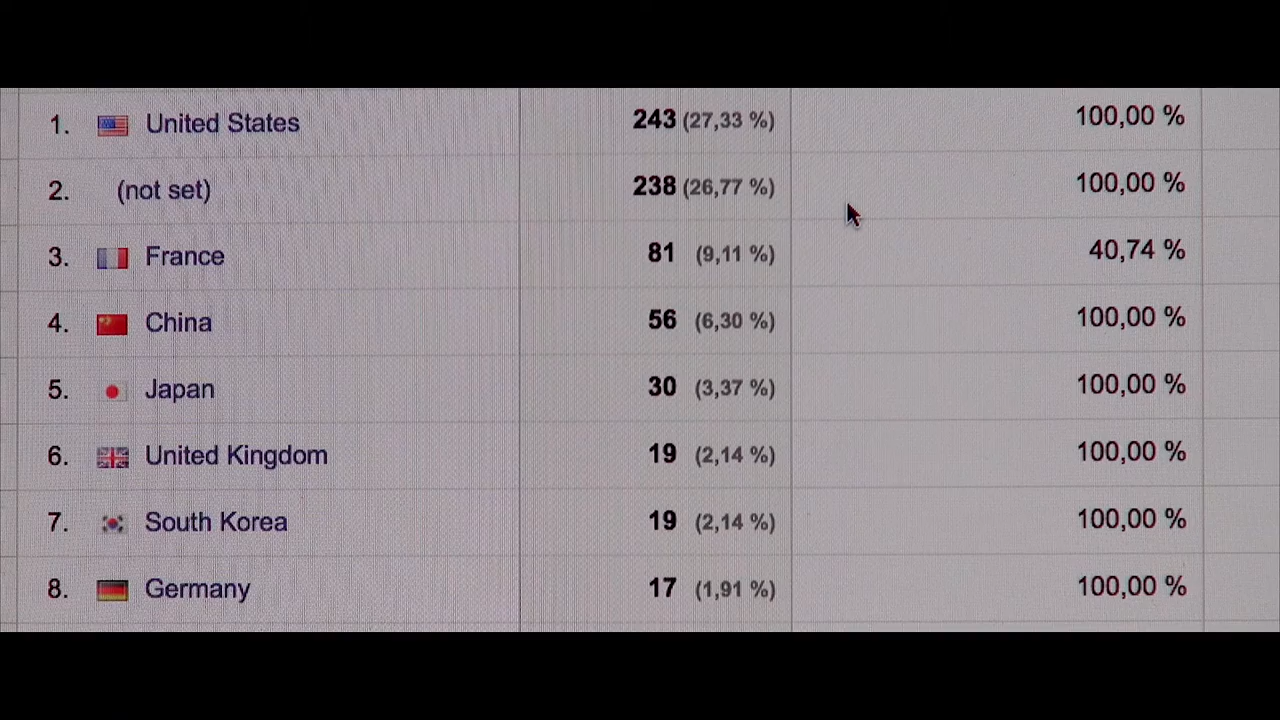 1. United States 243 (27,33 %) 100,00 %
2. (not set) 238 (26,77 %) 100,00 %
3. France 81 (9,11 %) 40,74 %
4. China 56 (6,30 %) 100,00 %
5. Japan 30 (3,37 %) 100,00 %
6. United Kingdom 19 (2,14 %) 100,00 %
7. South Korea 19 (2,14 %) 100,00 %
8. Germany 17 (1,91 %) 100,00 %